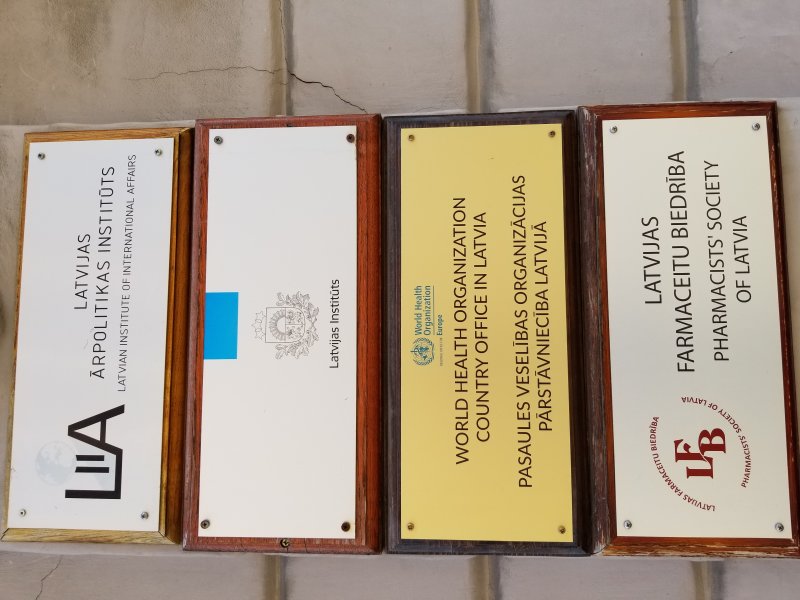 LIIA
LATVIJAS
ĀRPOLITIKAS INSTITŪTS
LATVIAN INSTITUTE OF INTERNATIONAL AFFAIRS
Latvijas Institūts
World Health
Organization
Europe
WORLD HEALTH ORGANIZATION
COUNTRY OFFICE IN LATVIA
PASAULES VESELĪBAS ORGANIZĀCIJAS
PĀRSTĀVNIECĪBA LATVIJĀ
LATVIJAS FARMACEITU BIEDRĪBA
LFB
PHARMACISTS' SOCIETY OF LATVIA
LATVIJAS
FARMACEITU BIEDRĪBA
PHARMACISTS' SOCIETY
OF LATVIA